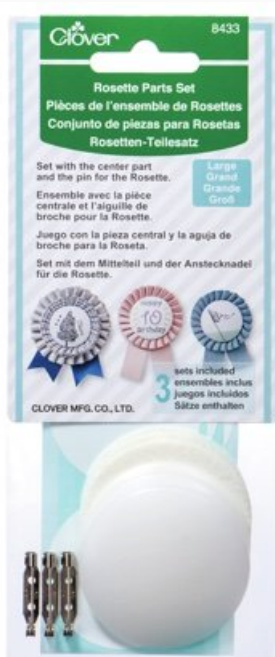 Clover
8433
Rosette Parts Set
Pièces de l'ensemble de Rosettes
Conjunto de piezas para Rosetas
Rosetten-Teilesatz
Set with the center part
and the pin for the Rosette.
Large
Grand
Grande
Groß
Ensemble avec la pièce
centrale et l'aiguille de
broche pour la Rosette.
Juego con la pieza central y la aguja de
broche para la Roseta.
Set mit dem Mittelteil und der Anstecknadel
für die Rosette.
Happy
10
Birthday
3
sets included
ensembles inclus
juegos incluidos
Sätze enthalten
CLOVER MFG. CO., LTD.